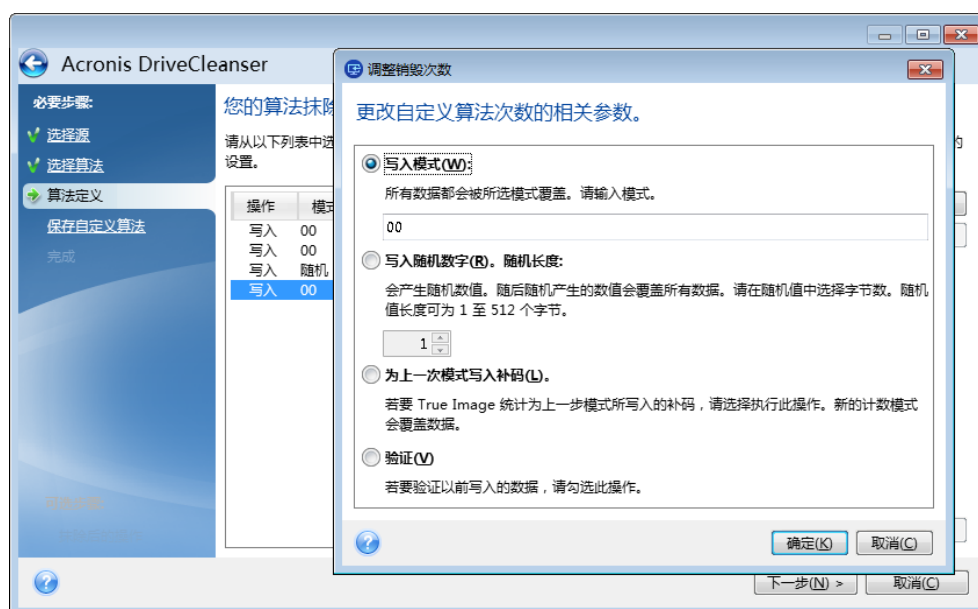 Acronis DriveCleanser
必要步骤:
选择源
选择算法
算法定义
保存自定义算法
完成
您的算法抹除
请从以下列表中选
设置。
的
操作 模式
写入 00
写入 00
写入 随机
写入 00
调整销毁次数
更改自定义算法次数的相关参数。
写入模式(W):
所有数据都会被所选模式覆盖。请输入模式。
00
写入随机数字(R)。随机长度:
会产生随机数值。随后随机产生的数值会覆盖所有数据。请在随机值中选择字节数。随机
值长度可为 1 至 512 个字节。
1
为上一次模式写入补码(L)。
若要 True Image 统计为上一步模式所写入的补码，请选择执行此操作。新的计数模式
会覆盖数据。
验证(V)
若要验证以前写入的数据，请勾选此操作。
确定(K) 取消(C)
下一步(N) > 取消(C)